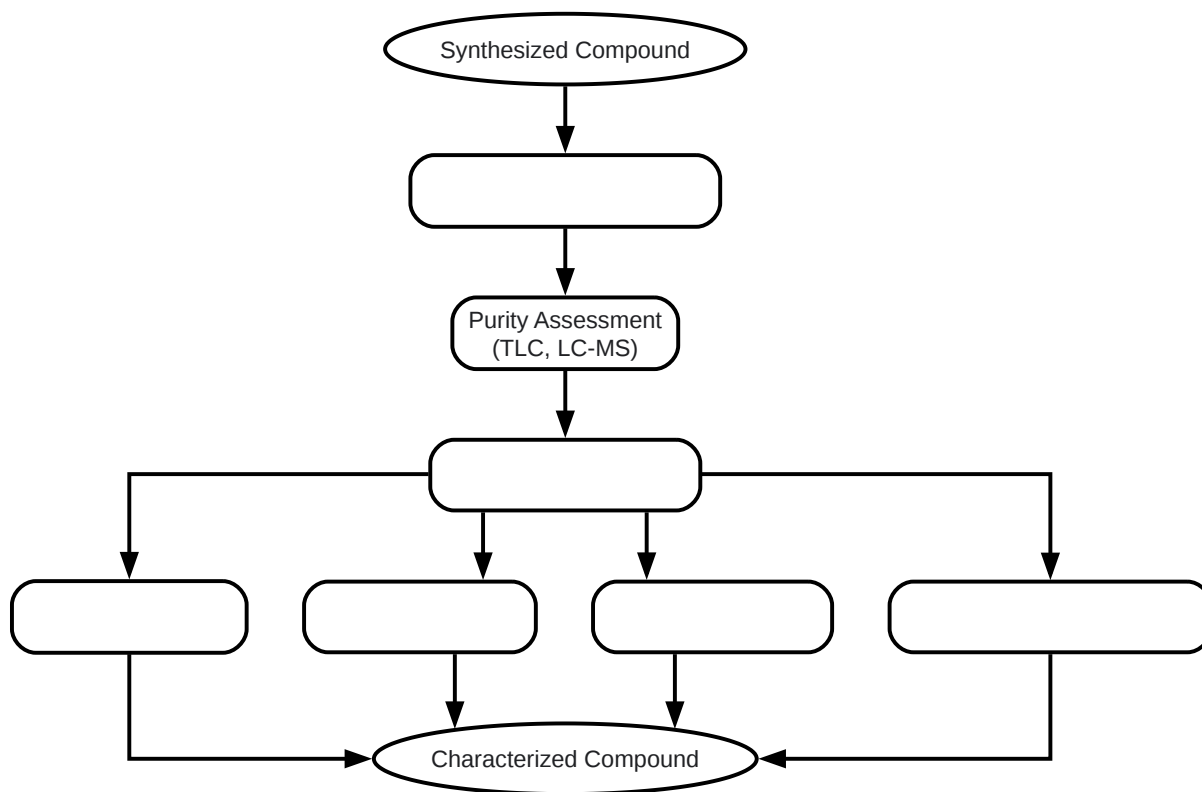 Synthesized Compound
Purity Assessment
(TLC, LC-MS)
Characterized Compound